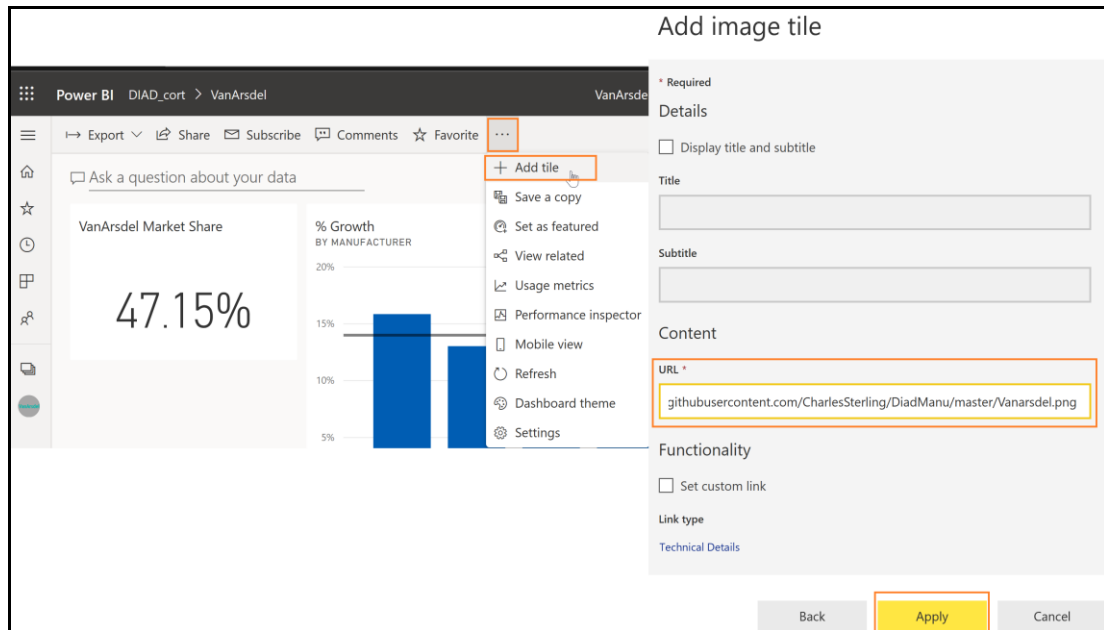 Power BI DIAD_cort > VanArsdel VanArsde
Export Share Subscribe Comments Favorite ...
Ask a question about your data
VanArsdel Market Share
47.15%
% Growth
BY MANUFACTURER
20%
15%
10%
5%
Add tile
Save a copy
Set as featured
View related
Usage metrics
Performance inspector
Mobile view
Refresh
Dashboard theme
Settings
Add image tile
* Required
Details
Display title and subtitle
Title
Subtitle
Content
URL *
githubusercontent.com/CharlesSterling/DiadManu/master/Vanarsdel.png
Functionality
Set custom link
Link type
Technical Details
Back Apply Cancel